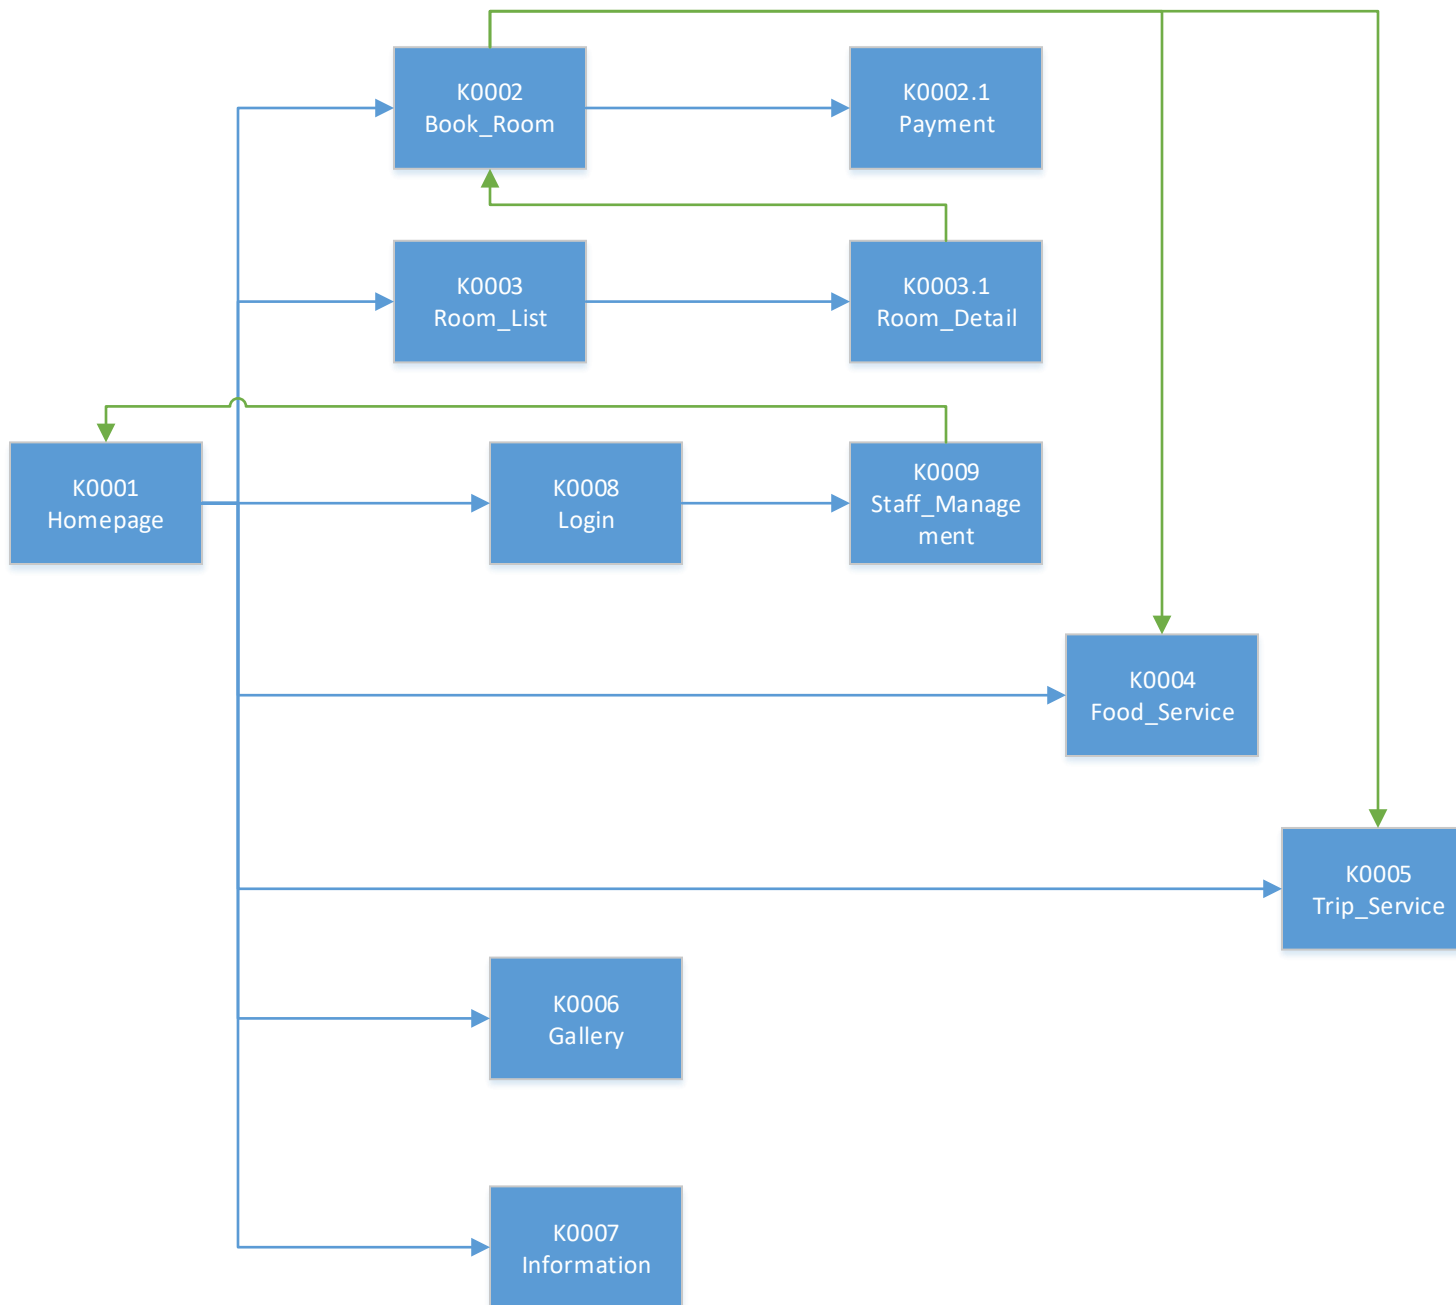 K0002
Book_Room
K0002.1
Payment
K0003
Room_List
K0003.1
Room_Detail
K0001
Homepage
K0008
Login
K0009
Staff_Manage
ment
K0004
Food_Service
K0005
Trip_Service
K0006
Gallery
K0007
Information